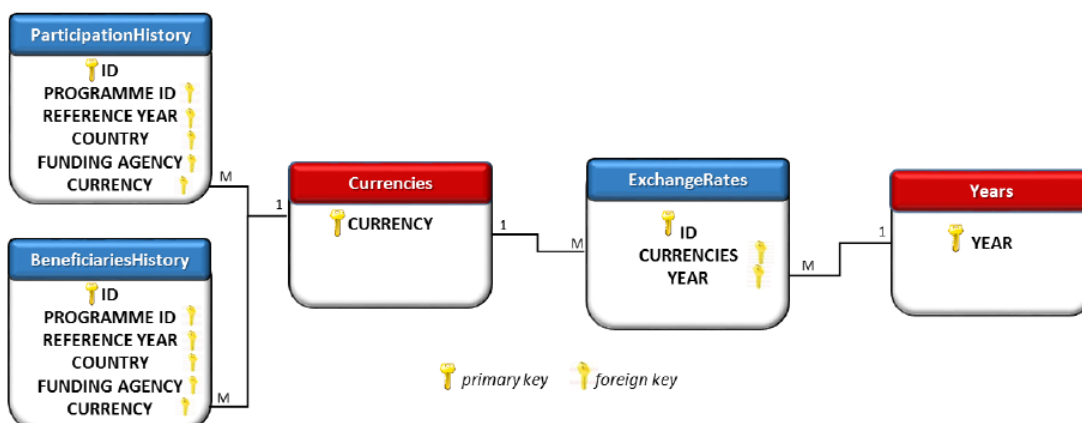 ParticipationHistory
ID
PROGRAMME ID
REFERENCE YEAR
COUNTRY
FUNDING AGENCY
CURRENCY
M
1
Currencies
CURRENCY
1
M
ExchangeRates
ID
CURRENCIES
YEAR
M
1
Years
YEAR
BeneficiariesHistory
ID
PROGRAMME ID
REFERENCE YEAR
COUNTRY
FUNDING AGENCY
CURRENCY
M
primary key
foreign key